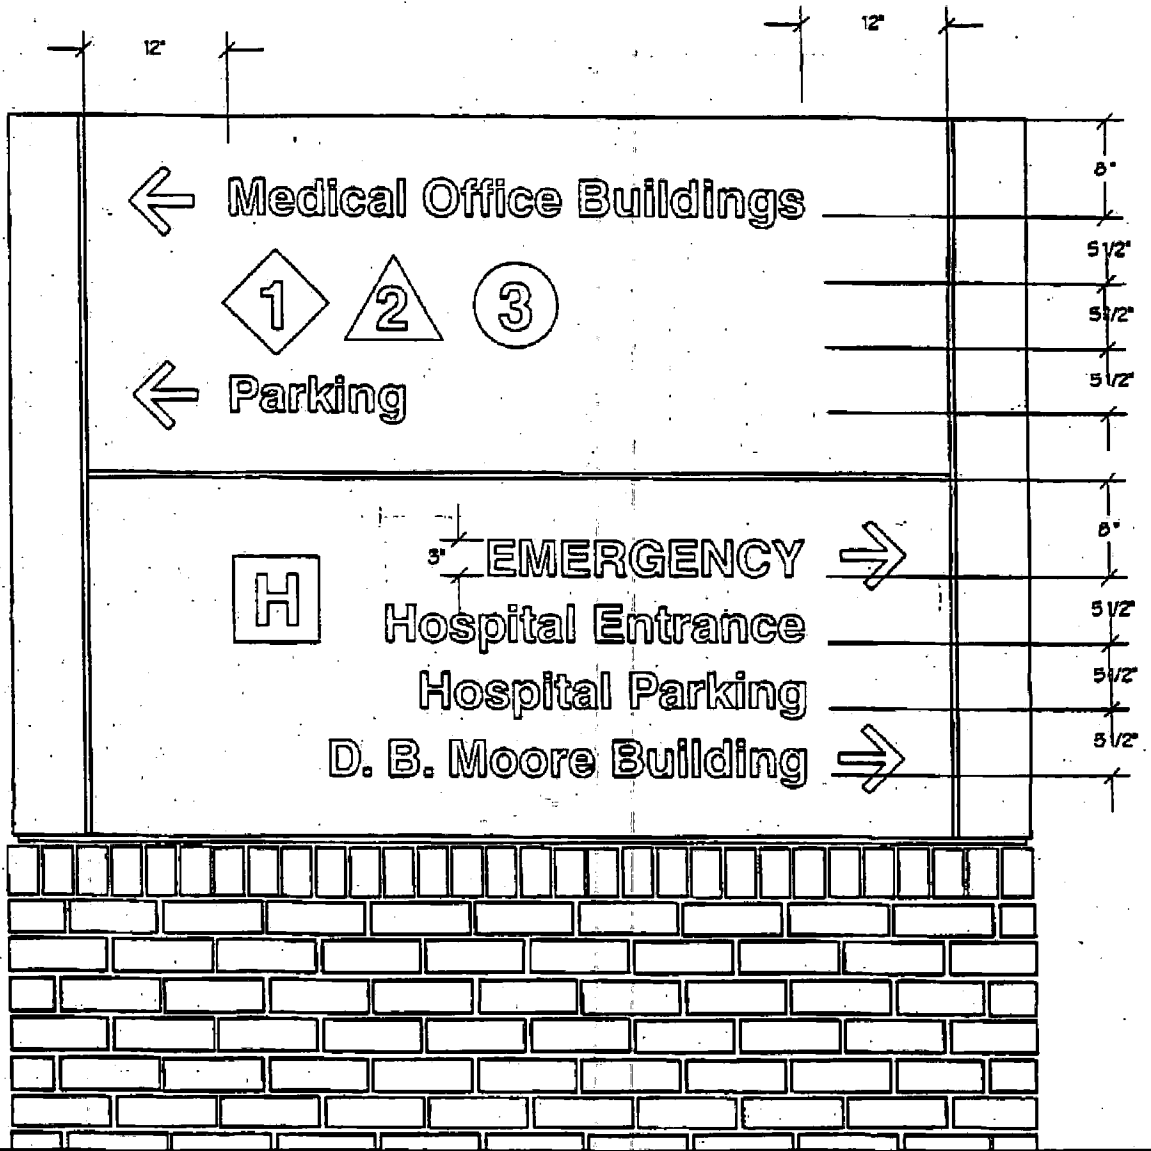 12" 12"
8"
Medical Office Buildings
5 1/2"
1 2 3
5 1/2"
5 1/2"
Parking
8"
3" EMERGENCY
H
Hospital Entrance
5 1/2"
Hospital Parking
5 1/2"
D. B. Moore Building
5 1/2"